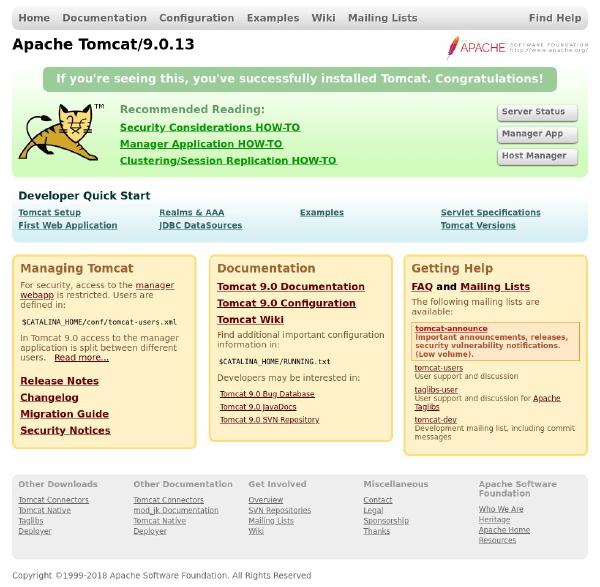 Home Documentation Configuration Examples Wiki Mailing Lists Find Help
Apache Tomcat/9.0.13
APACHE SOFTWARE FOUNDATION
http://www.apache.org/
If you're seeing this, you've successfully installed Tomcat. Congratulations!
TM
Recommended Reading:
Security Considerations HOW-TO
Manager Application HOW-TO
Clustering/Session Replication HOW-TO
Server Status
Manager App
Host Manager
Developer Quick Start
Tomcat Setup Realms & AAA Examples Servlet Specifications
First Web Application JDBC DataSources Tomcat Versions
Managing Tomcat
For security, access to the manager
webapp is restricted. Users are
defined in:
$CATALINA_HOME/conf/tomcat-users.xml
In Tomcat 9.0 access to the manager
application is split between different
users. Read more...
Release Notes
Changelog
Migration Guide
Security Notices
Documentation
Tomcat 9.0 Documentation
Tomcat 9.0 Configuration
Tomcat Wiki
Find additional important configuration
information in:
$CATALINA_HOME/RUNNING.txt
Developers may be interested in:
Tomcat 9.0 Bug Database
Tomcat 9.0 JavaDocs
Tomcat 9.0 SVN Repository
Getting Help
FAQ and Mailing Lists
The following mailing lists are
available:
tomcat-announce
Important announcements, releases,
security vulnerability notifications.
(Low volume).
tomcat-users
User support and discussion
taglibs-user
User support and discussion for Apache
Taglibs
tomcat-dev
Development mailing list, including commit
messages
Other Downloads
Tomcat Connectors
Tomcat Native
Taglibs
Deployer
Other Documentation
Tomcat Connectors
mod_jk Documentation
Tomcat Native
Deployer
Get Involved
Overview
SVN Repositories
Mailing Lists
Wiki
Miscellaneous
Contact
Legal
Sponsorship
Thanks
Apache Software
Foundation
Who We Are
Heritage
Apache Home
Resources
Copyright ©1999-2018 Apache Software Foundation. All Rights Reserved